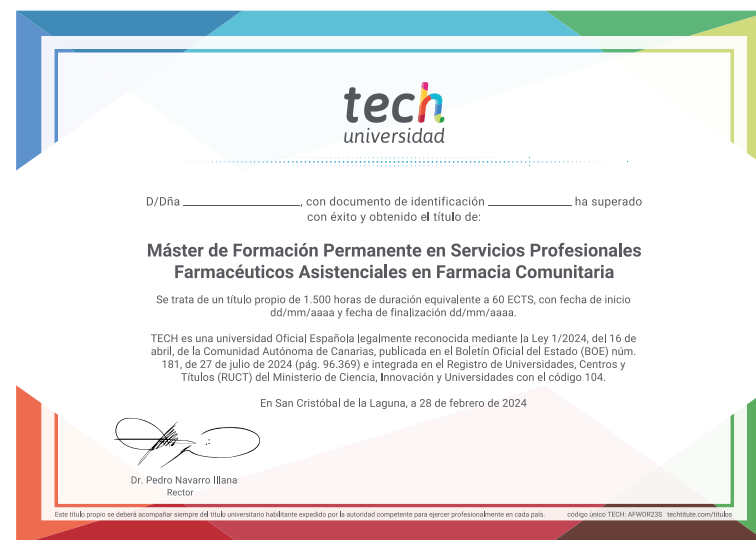 tech
universidad
D/Dña ____________________, con documento de identificación ______________ ha superado
con éxito y obtenido el título de:
Máster de Formación Permanente en Servicios Profesionales
Farmacéuticos Asistenciales en Farmacia Comunitaria
Se trata de un título propio de 1.500 horas de duración equivalente a 60 ECTS, con fecha de inicio
dd/mm/aaaa y fecha de finalización dd/mm/aaaa.
TECH es una universidad Oficial Española legalmente reconocida mediante la Ley 1/2024, del 16 de
abril, de la Comunidad Autónoma de Canarias, publicada en el Boletín Oficial del Estado (BOE) núm.
181, de 27 de julio de 2024 (pág. 96.369) e integrada en el Registro de Universidades, Centros y
Títulos (RUCT) del Ministerio de Ciencia, Innovación y Universidades con el código 104.
En San Cristóbal de la Laguna, a 28 de febrero de 2024
Dr. Pedro Navarro Illana
Rector
Este título propio se deberá acompañar siempre del título universitario habilitante expedido por la autoridad competente para ejercer profesionalmente en cada país. código único TECH: AFWOR23S techtitute.com/titulos